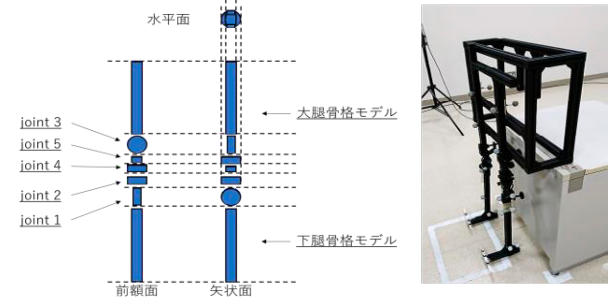 水平面
大腿骨格モデル
joint 3
joint 5
joint 4
joint 2
joint 1
下腿骨格モデル
前額面
矢状面